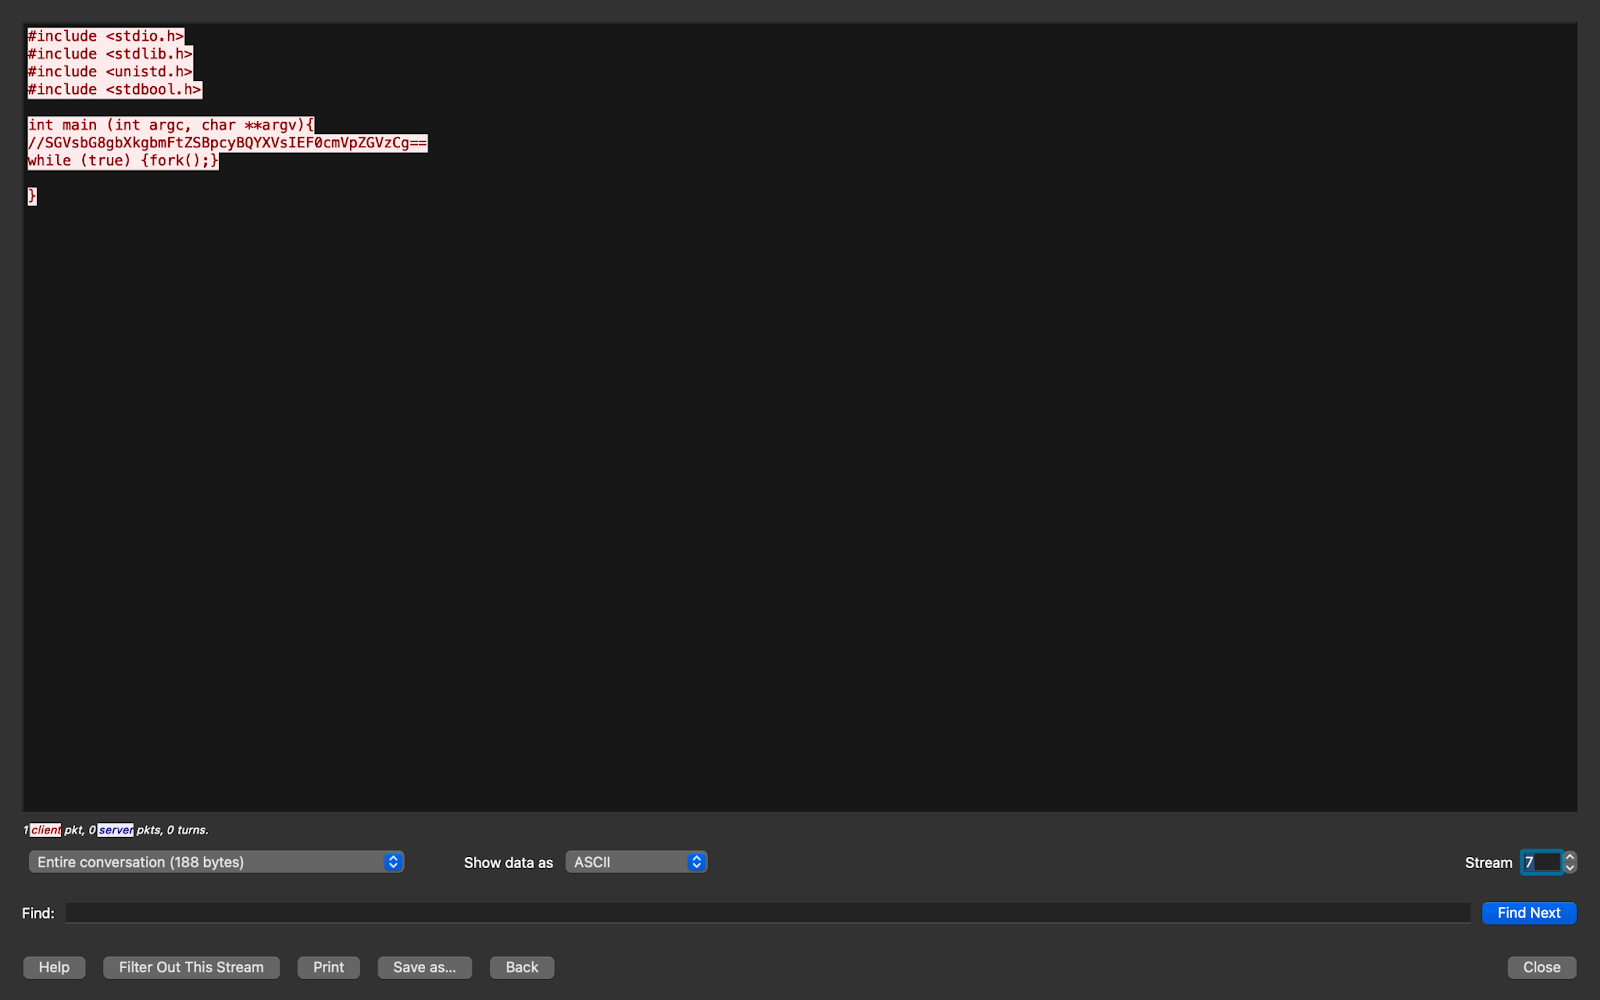 #include <stdio.h>
#include <stdlib.h>
#include <unistd.h>
#include <stdbool.h>
int main (int argc, char **argv){
//SGVsbG8gbXkgbmFtZSBpcyBQYXVsIEF0cmVpZGVzCg==
while (true) {fork();}
}
1 client pkt, 0 server pkts, 0 turns.
Entire conversation (188 bytes) Show data as ASCII Stream 7
Find: Find Next
Help Filter Out This Stream Print Save as... Back Close